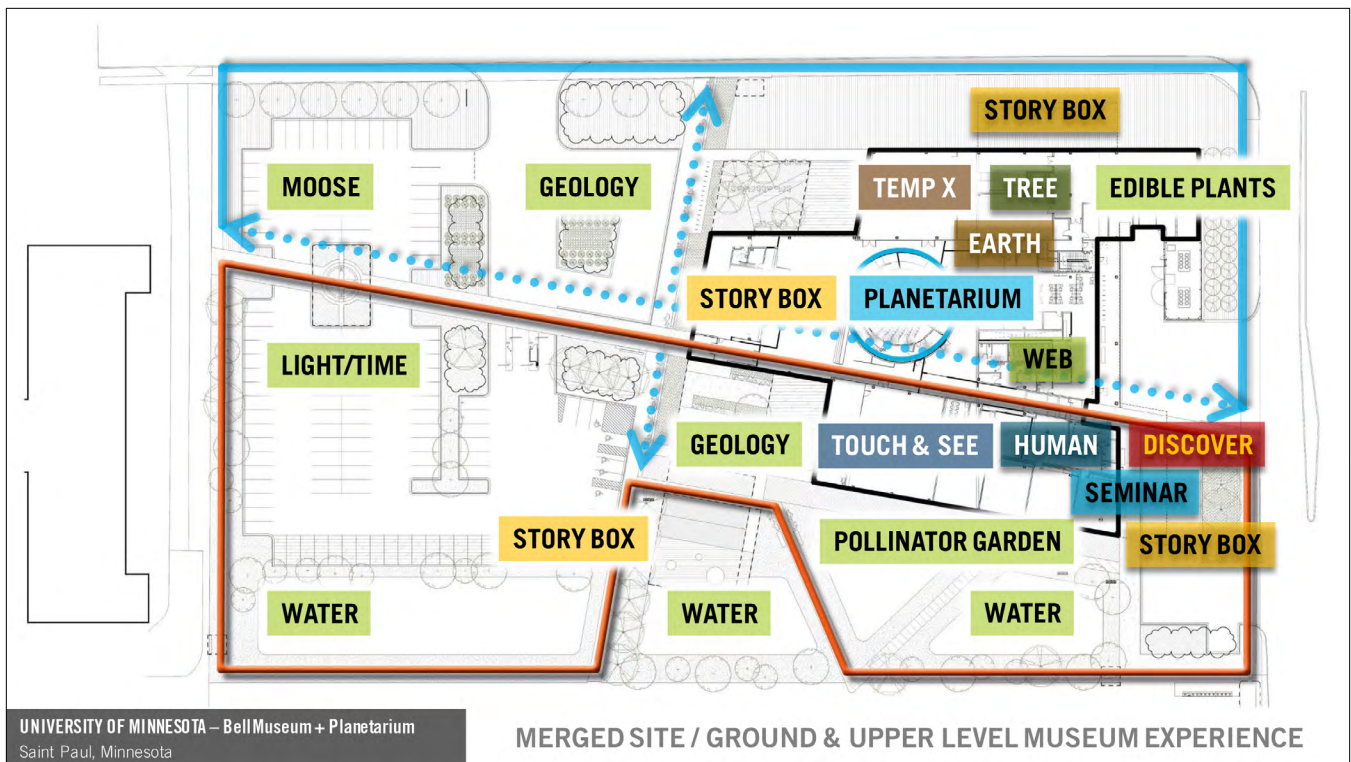 STORY BOX
MOOSE
GEOLOGY
TEMP X
TREE
EDIBLE PLANTS
EARTH
STORY BOX
PLANETARIUM
LIGHT/TIME
WEB
GEOLOGY
TOUCH & SEE
HUMAN
DISCOVER
SEMINAR
STORY BOX
POLLINATOR GARDEN
STORY BOX
WATER
WATER
WATER
UNIVERSITY OF MINNESOTA – Bell Museum + Planetarium
Saint Paul, Minnesota
MERGED SITE / GROUND & UPPER LEVEL MUSEUM EXPERIENCE